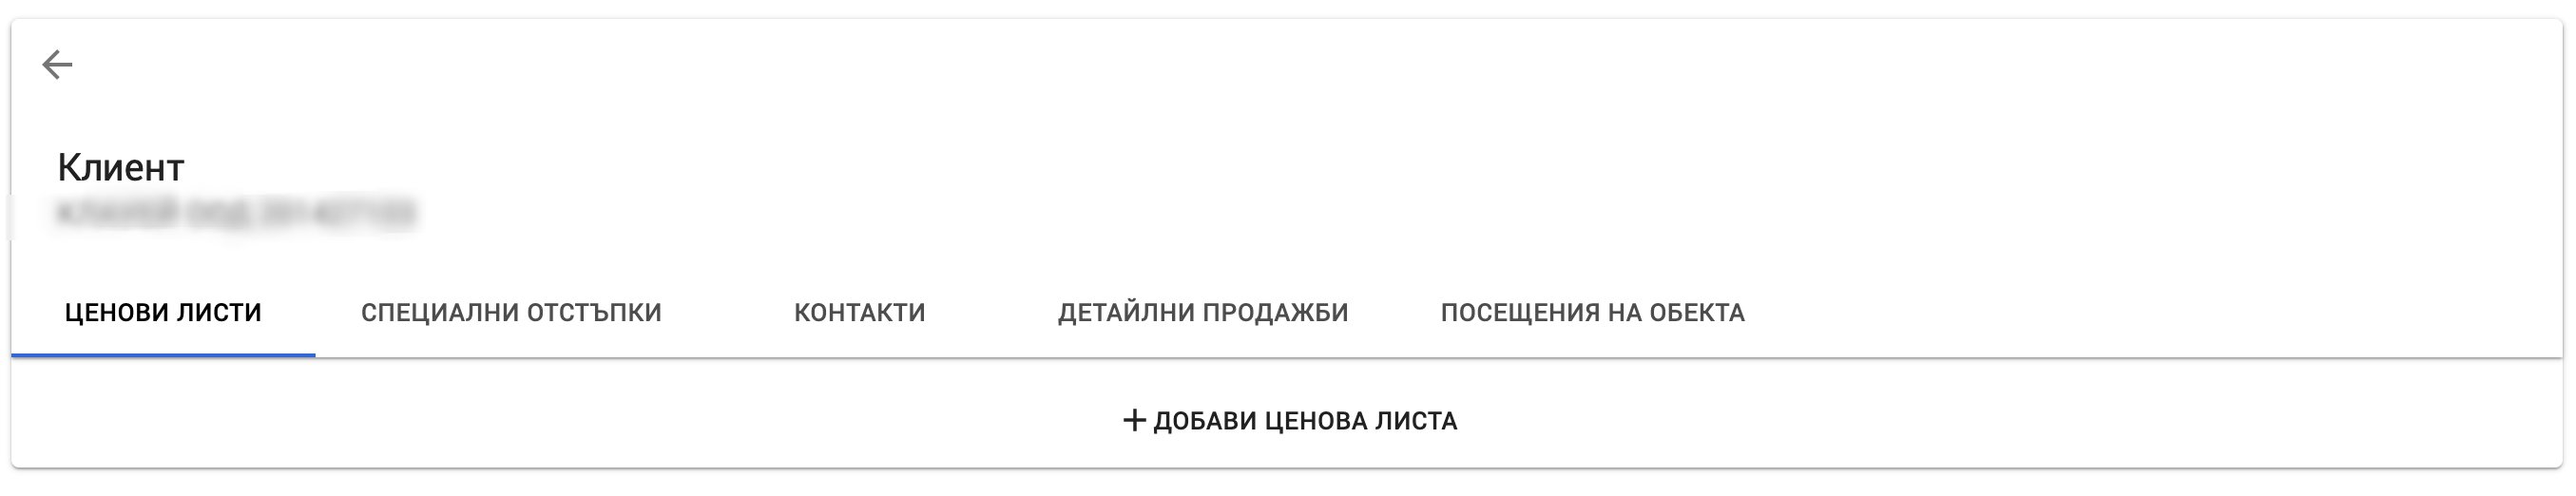 Клиент
ЦЕНОВИ ЛИСТИ СПЕЦИАЛНИ ОТСТЪПКИ КОНТАКТИ ДЕТАЙЛНИ ПРОДАЖБИ ПОСЕЩЕНИЯ НА ОБЕКТА
+ ДОБАВИ ЦЕНОВА ЛИСТА